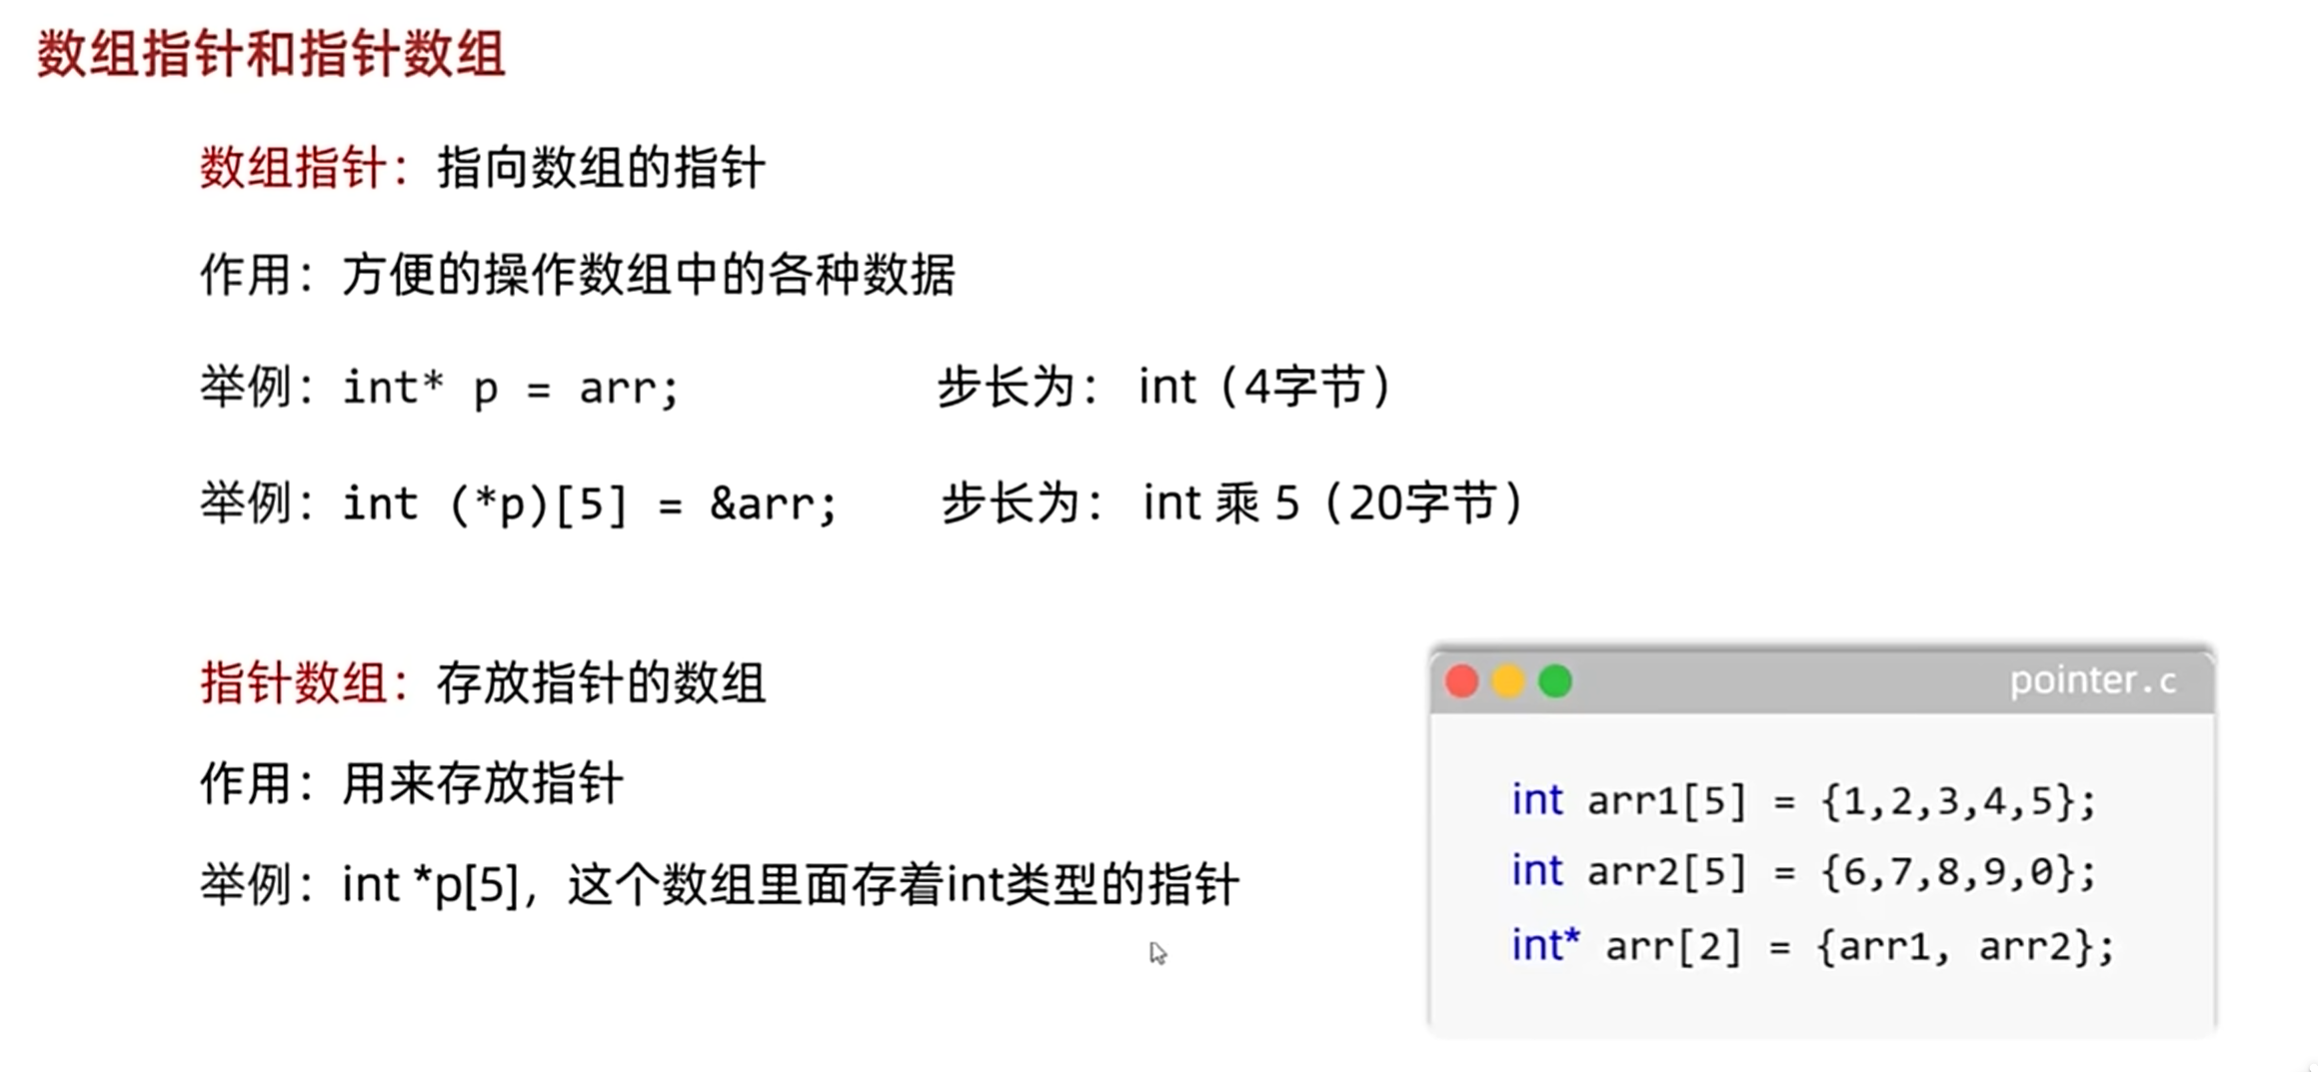 数组指针和指针数组
数组指针：指向数组的指针
作用：方便的操作数组中的各种数据
举例：int* p = arr; 步长为： int（4字节）
举例：int (*p)[5] = &arr; 步长为： int 乘 5（20字节）
指针数组：存放指针的数组
作用：用来存放指针
举例：int *p[5]，这个数组里面存着int类型的指针
pointer.c
int arr1[5] = {1,2,3,4,5};
int arr2[5] = {6,7,8,9,0};
int* arr[2] = {arr1, arr2};